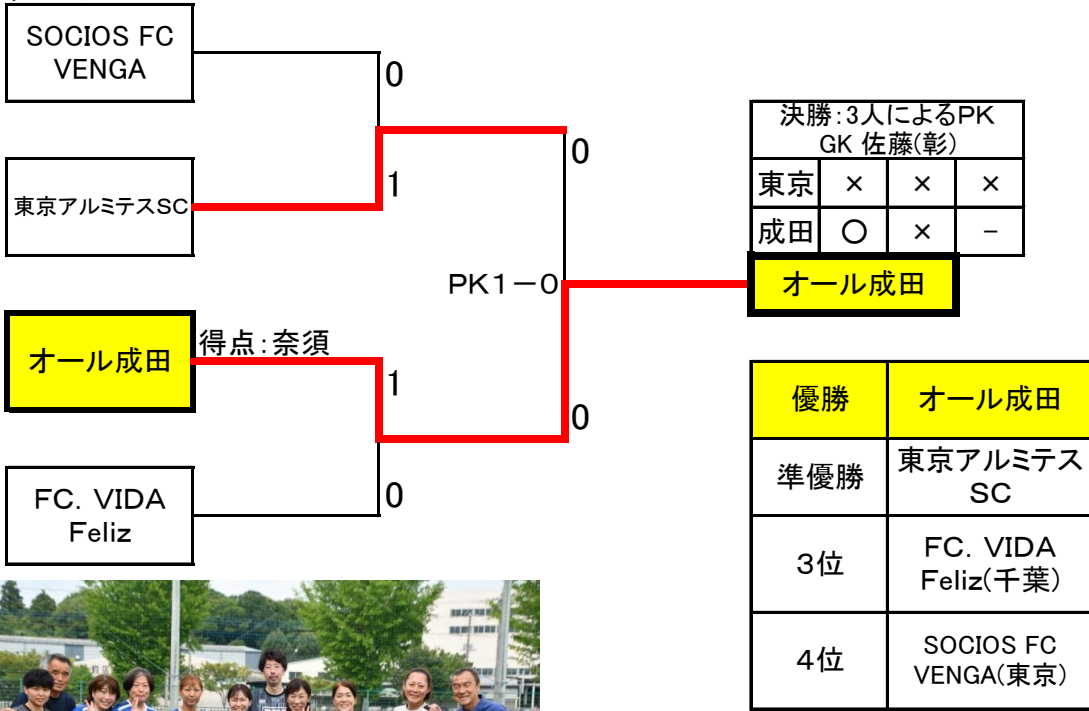 SOCIOS FC
VENGA
0
東京アルミテスSC
1
0
オール成田
得点：奈須
1
0
FC．VIDA
Feliz
0
PK1－0
決勝：3人によるPK
GK 佐藤(彰)
東京 × × ×
成田 〇 × －
オール成田
優勝 オール成田
準優勝 東京アルミテス
SC
3位 FC．VIDA
Feliz(千葉)
4位 SOCIOS FC
VENGA(東京)